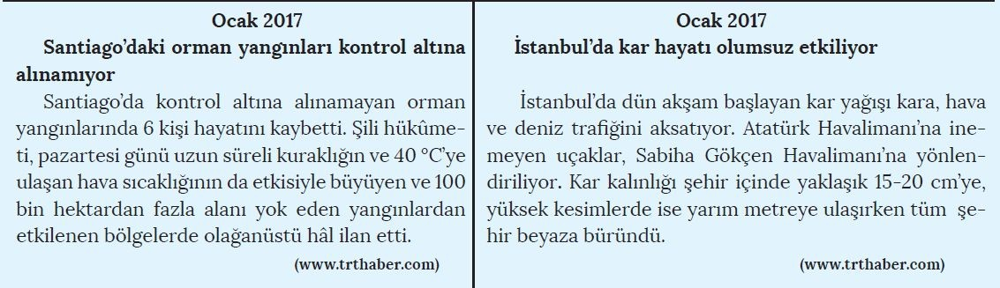 Ocak 2017
Santiago’daki orman yangınları kontrol altına
alınamıyor
Santiago’da kontrol altına alınamayan orman
yangınlarında 6 kişi hayatını kaybetti. Şili hükûme-
ti, pazartesi günü uzun süreli kuraklığın ve 40 °C’ye
ulaşan hava sıcaklığının da etkisiyle büyüyen ve 100
bin hektardan fazla alanı yok eden yangınlardan
etkilenen bölgelerde olağanüstü hâl ilan etti.
(www.trthaber.com)
Ocak 2017
İstanbul’da kar hayatı olumsuz etkiliyor
İstanbul’da dün akşam başlayan kar yağışı kara, hava
ve deniz trafiğini aksatıyor. Atatürk Havalimanı’na ine-
meyen uçaklar, Sabiha Gökçen Havalimanı’na yönlen-
diriliyor. Kar kalınlığı şehir içinde yaklaşık 15-20 cm’ye,
yüksek kesimlerde ise yarım metreye ulaşırken tüm şe-
hir beyaza büründü.
(www.trthaber.com)